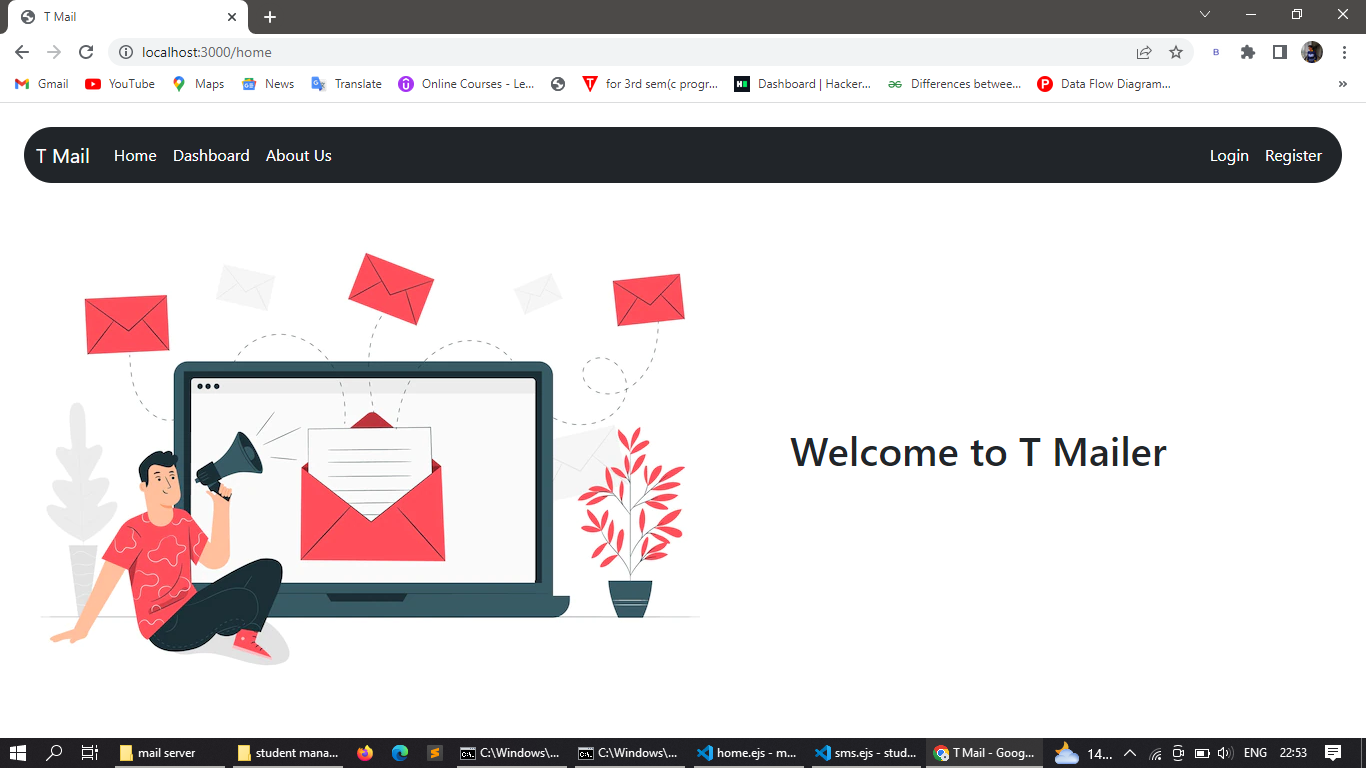 T Mail
localhost:3000/home
Gmail YouTube Maps News Translate Online Courses - Le... for 3rd sem(c progr... Dashboard | Hacker... Differences betwee... Data Flow Diagram... »
T Mail Home Dashboard About Us Login Register
Welcome to T Mailer
mail server student mana... C:\Windows\... C:\Windows\... home.ejs - m... sms.ejs - stud... T Mail - Goog... 14... ENG 22:53